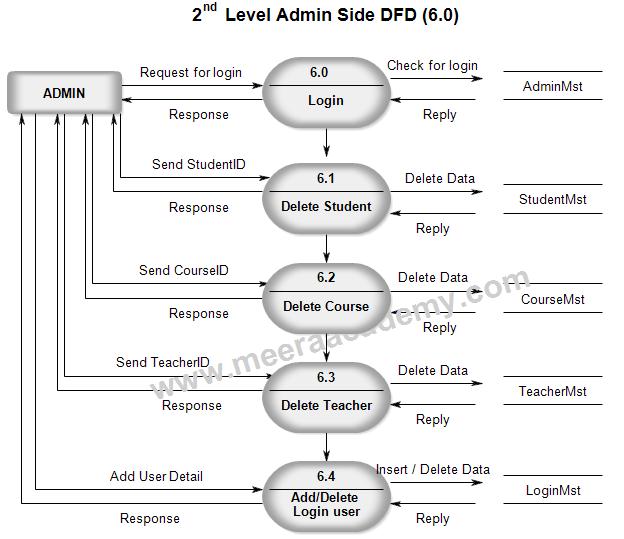 2nd Level Admin Side DFD (6.0)
ADMIN
Request for login
Response
6.0
Login
Check for login
Reply
AdminMst
Send StudentID
Response
6.1
Delete Student
Delete Data
Reply
StudentMst
Send CourseID
Response
6.2
Delete Course
Delete Data
Reply
CourseMst
Send TeacherID
Response
6.3
Delete Teacher
Delete Data
Reply
TeacherMst
Add User Detail
Response
6.4
Add/Delete
Login user
Insert / Delete Data
Reply
LoginMst
www.meeraacademy.com